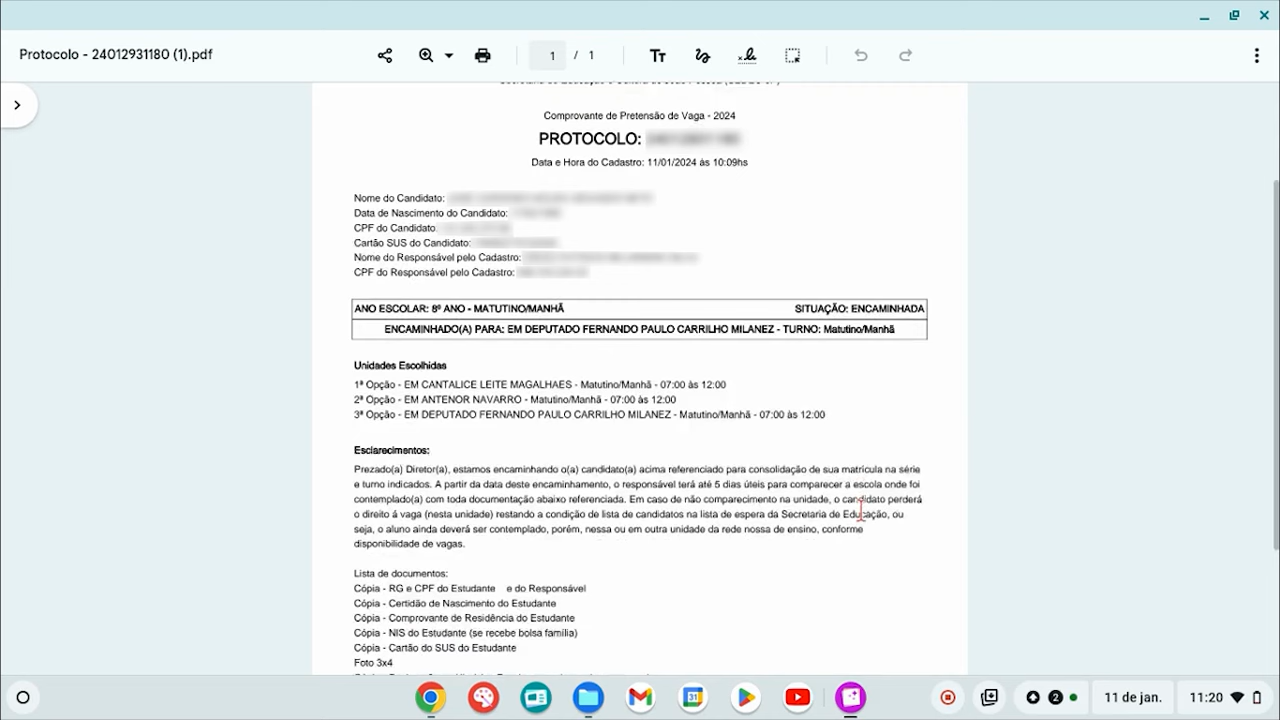 Protocolo - 24012931180 (1).pdf
1 / 1
Tт
Comprovante de Pretensão de Vaga - 2024
PROTOCOLO:
Data e Hora do Cadastro: 11/01/2024 às 10:09hs
Nome do Candidato:
Data de Nascimento do Candidato:
CPF do Candidato
Cartão SUS do Candidato:
Nome do Responsável pelo Cadastro:
CPF do Responsável pelo Cadastro:
ANO ESCOLAR: 8º ANO - MATUTINO/MANHÃ SITUAÇÃO: ENCAMINHADA
ENCAMINHADO(A) PARA: EM DEPUTADO FERNANDO PAULO CARRILHO MILANEZ - TURNO: Matutino/Manhã
Unidades Escolhidas
1ª Opção - EM CANTALICE LEITE MAGALHAES - Matutino/Manhã - 07:00 às 12:00
2ª Opção - EM ANTENOR NAVARRO - Matutino/Manhã - 07:00 às 12:00
3ª Opção - EM DEPUTADO FERNANDO PAULO CARRILHO MILANEZ - Matutino/Manhã - 07:00 às 12:00
Esclarecimentos:
Prezado(a) Diretor(a), estamos encaminhando o(a) candidato(a) acima referenciado para consolidação de sua matrícula na série
e turno indicados. A partir da data deste encaminhamento, o responsável terá até 5 dias úteis para comparecer a escola onde foi
contemplado(a) com toda documentação abaixo referenciada. Em caso de não comparecimento na unidade, o candidato perderá
o direito á vaga (nesta unidade) restando a condição de lista de candidatos na lista de espera da Secretaria de Educação, ou
seja, o aluno ainda deverá ser contemplado, porém, nessa ou em outra unidade da rede nossa de ensino, conforme
disponibilidade de vagas.
Lista de documentos:
Cópia - RG e CPF do Estudante e do Responsável
Cópia - Certidão de Nascimento do Estudante
Cópia - Comprovante de Residência do Estudante
Cópia - NIS do Estudante (se recebe bolsa família)
Cópia - Cartão do SUS do Estudante
Foto 3x4
31
2
11 de jan.
11:20